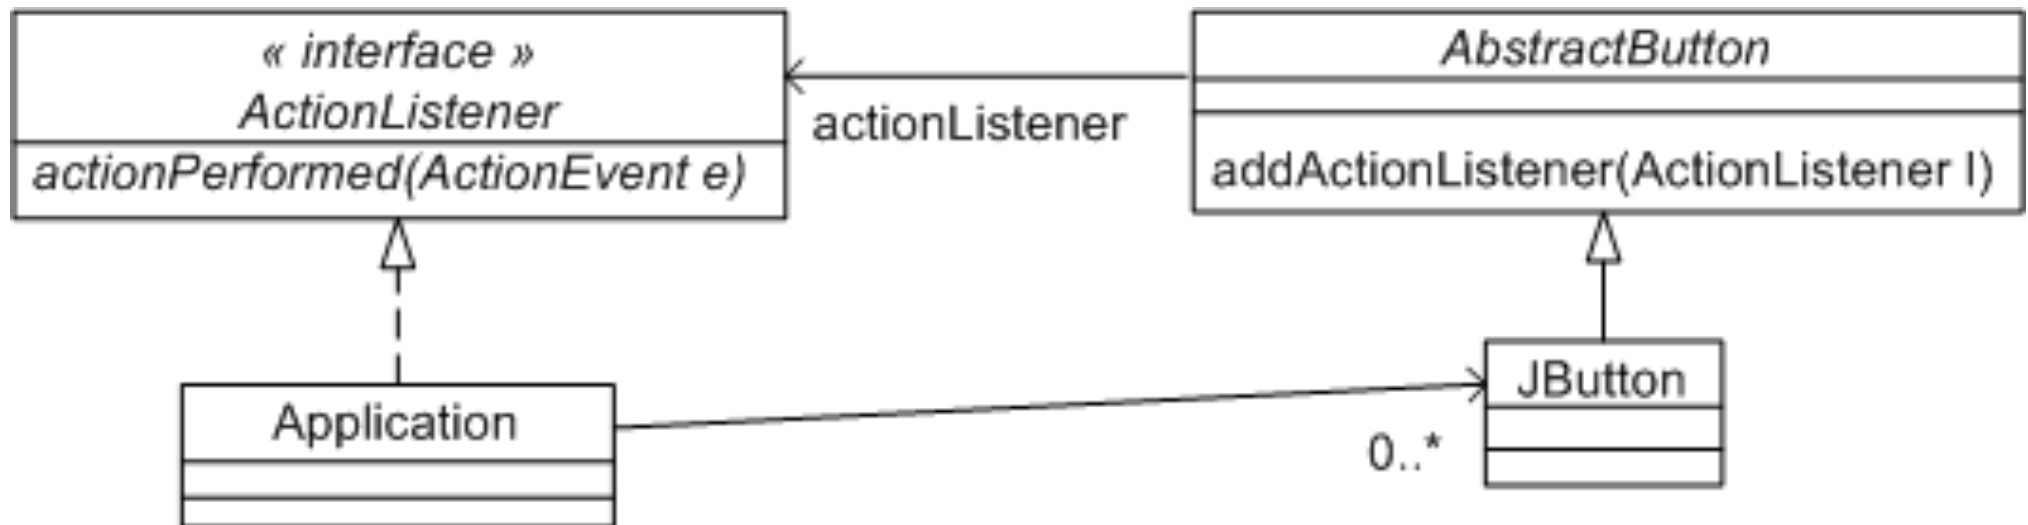 « interface »
ActionListener
actionPerformed(ActionEvent e)
actionListener
AbstractButton
addActionListener(ActionListener l)
Application
0..*
JButton